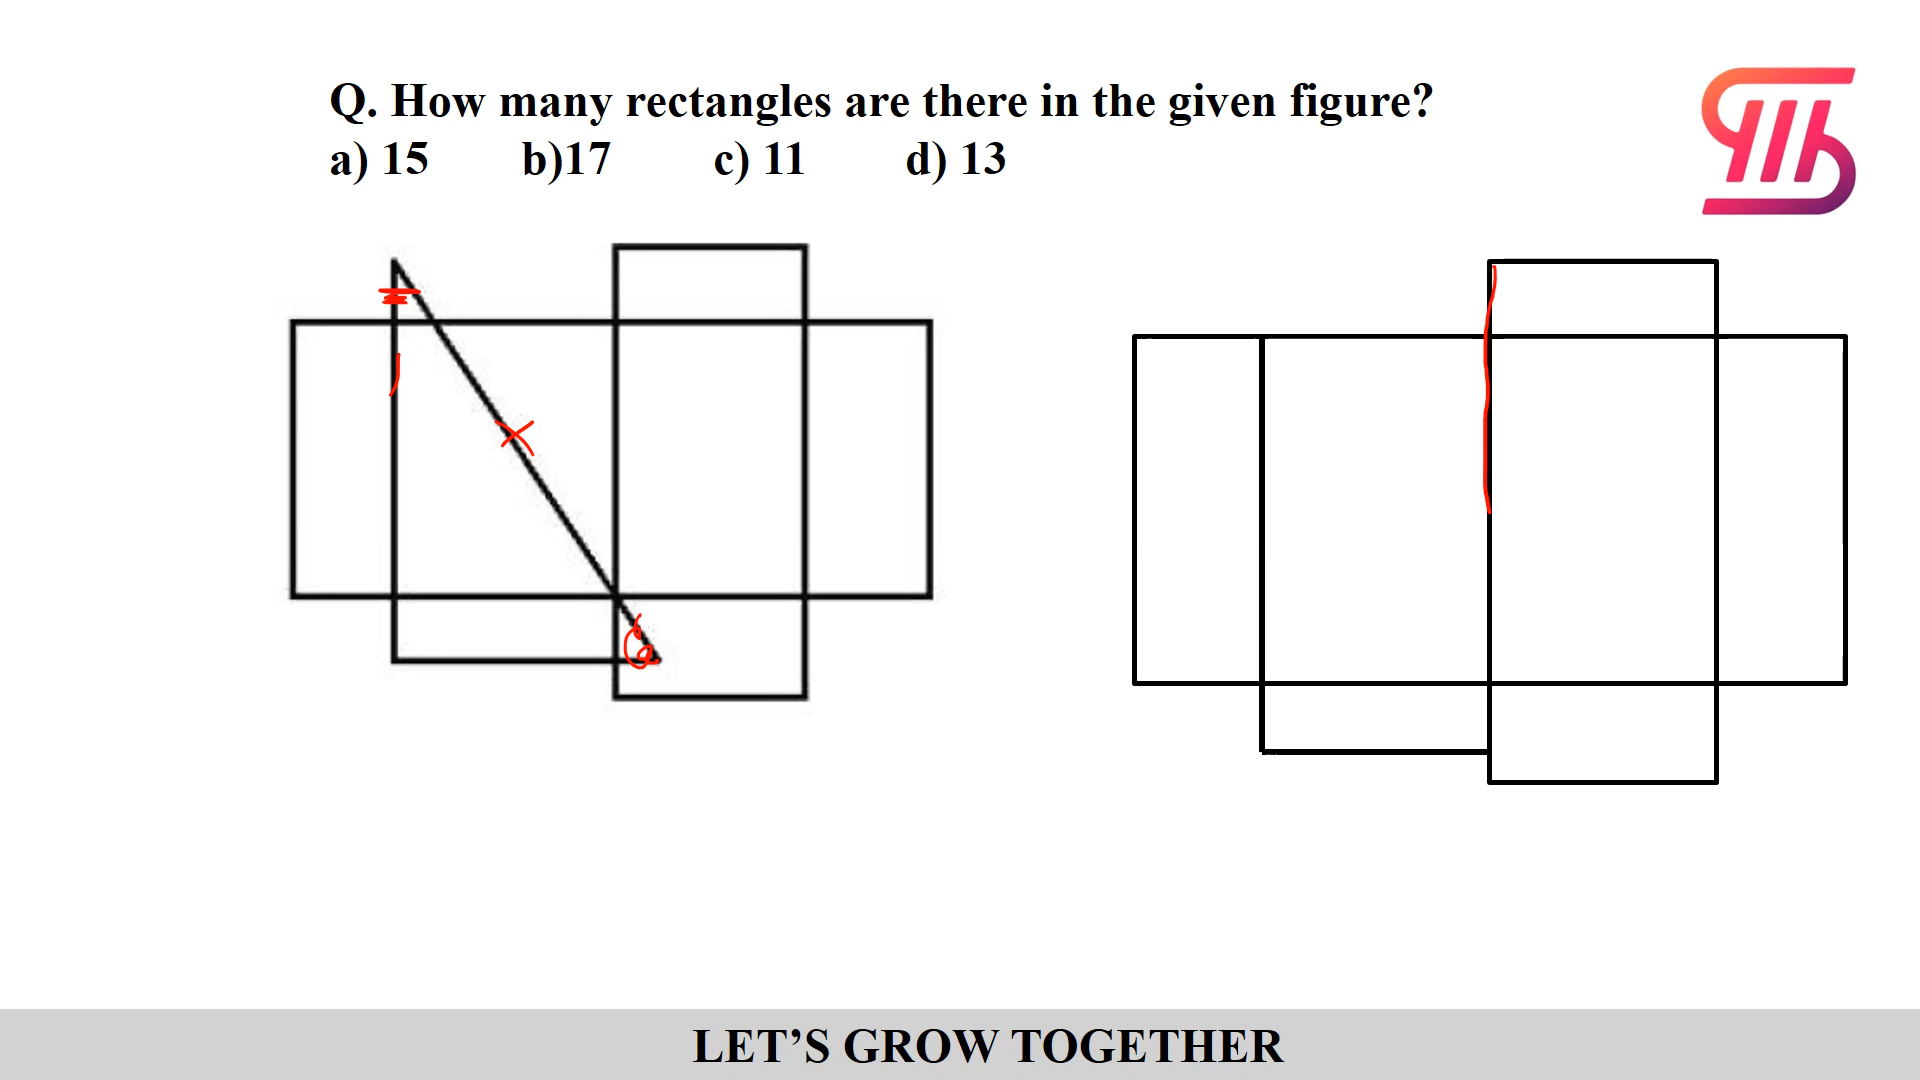 Q. How many rectangles are there in the given figure?
a) 15 b)17 c) 11 d) 13
LET’S GROW TOGETHER